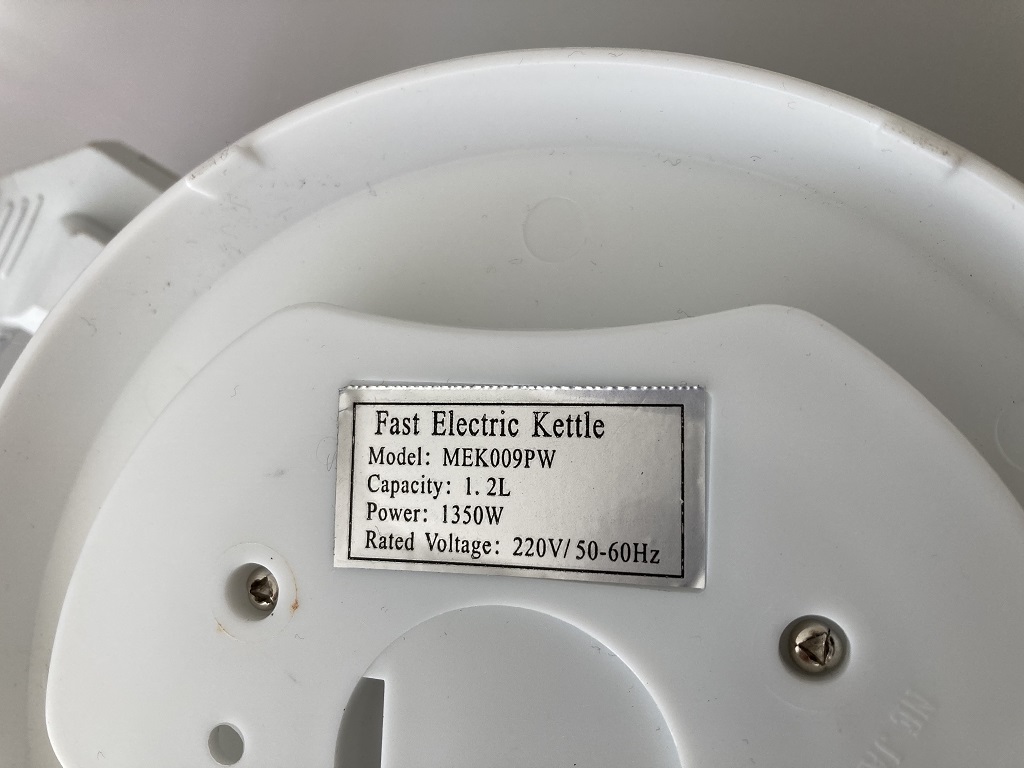 Fast Electric Kettle
Model: MEK009PW
Capacity: 1. 2L
Power: 1350W
Rated Voltage: 220V/ 50-60Hz